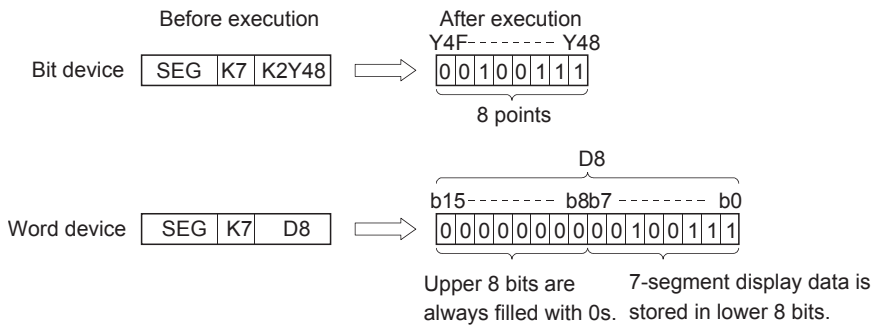 Before execution After execution
Y4F-------- Y48
Bit device SEG K7 K2Y48 0 0 1 0 0 1 1 1
8 points
D8
b15-------- b8b7 -------- b0
Word device SEG K7 D8 0 0 0 0 0 0 0 0 0 0 1 0 0 1 1 1
Upper 8 bits are 7-segment display data is
always filled with 0s. stored in lower 8 bits.